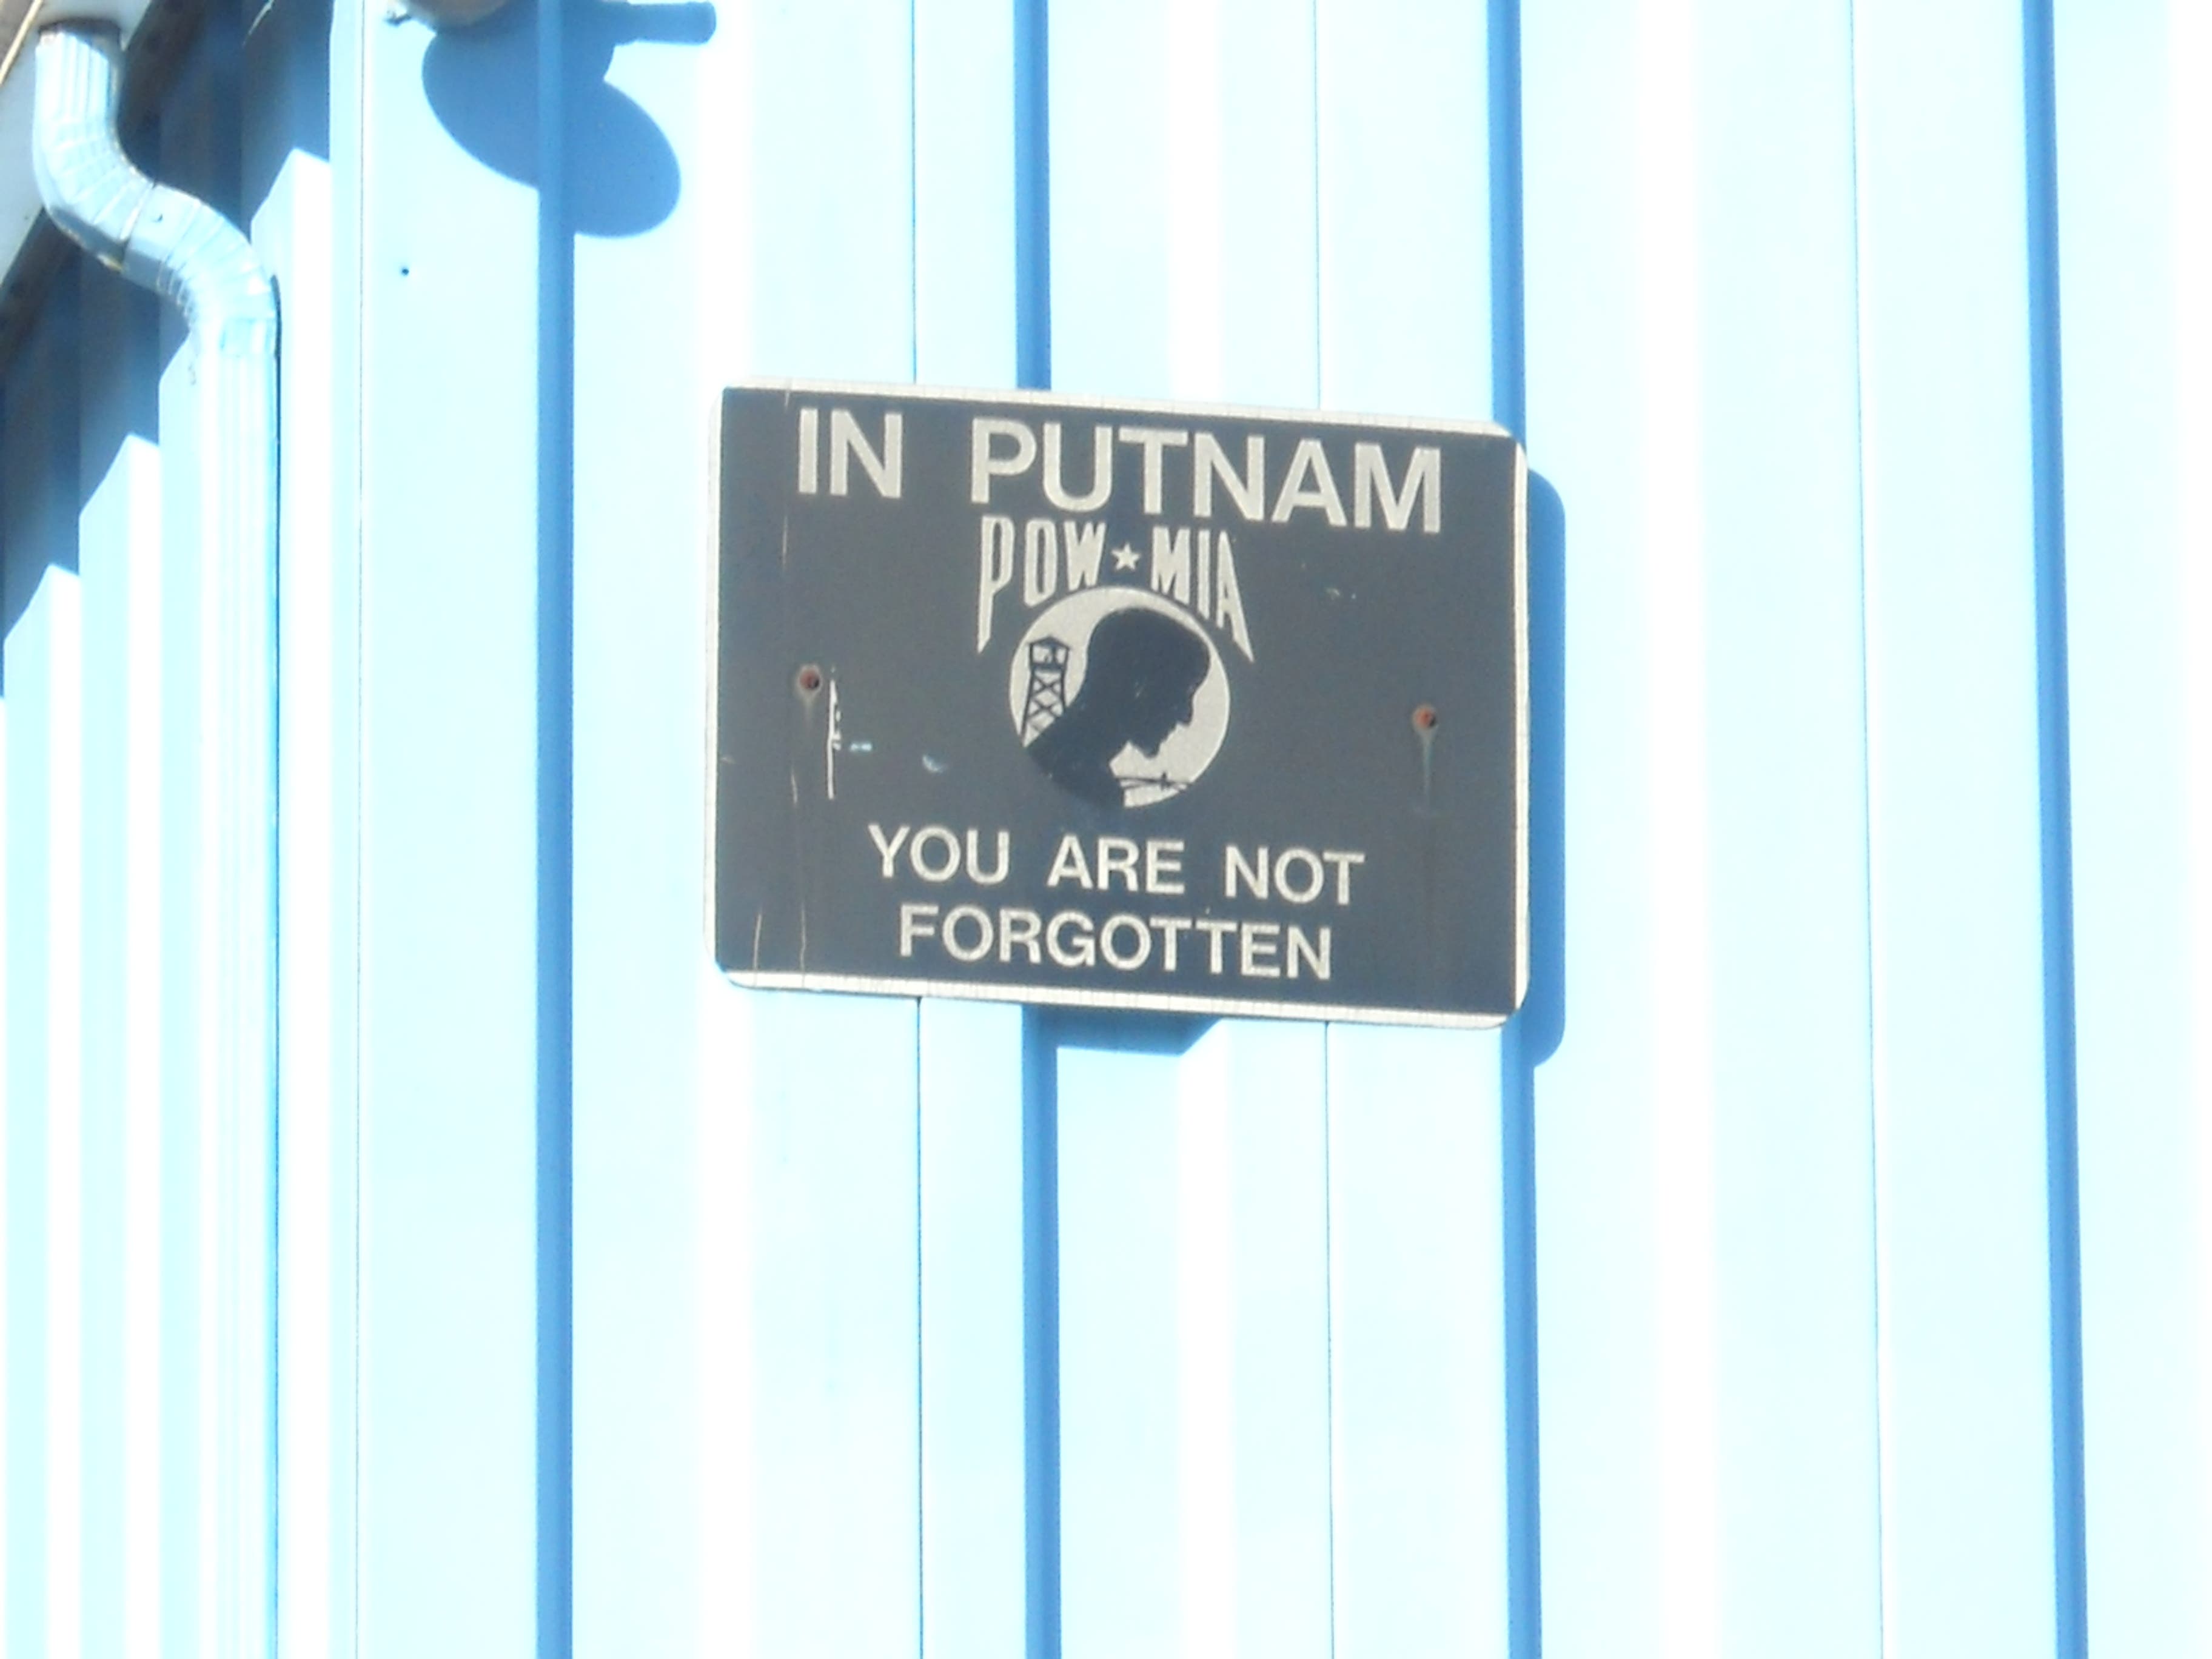 IN PUTNAM
POW★MIA
YOU ARE NOT
FORGOTTEN